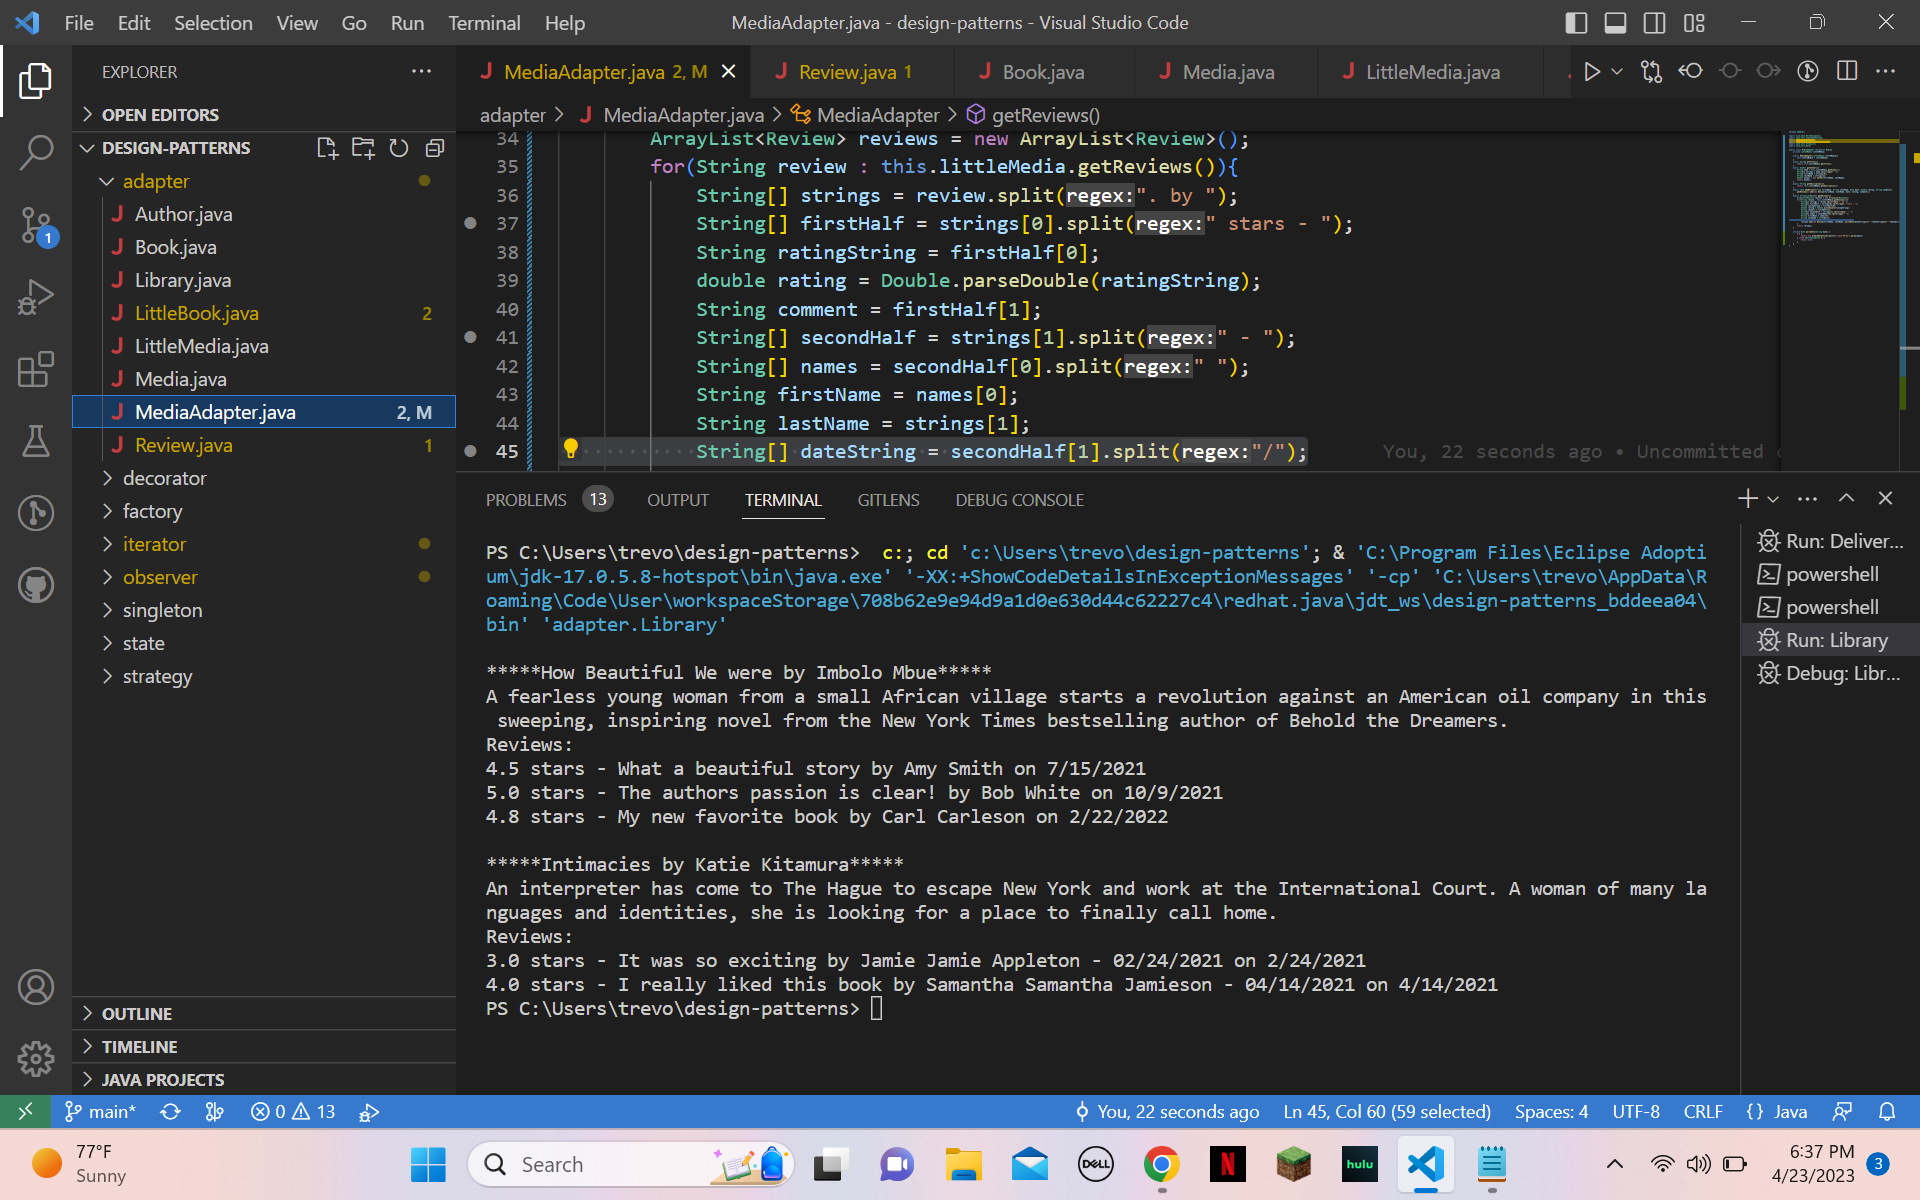 File Edit Selection View Go Run Terminal Help
MediaAdapter.java - design-patterns - Visual Studio Code
EXPLORER
OPEN EDITORS
DESIGN-PATTERNS
adapter
Author.java
Book.java
Library.java
LittleBook.java 2
LittleMedia.java
Media.java
MediaAdapter.java 2, M
Review.java 1
decorator
factory
iterator
observer
singleton
state
strategy
OUTLINE
TIMELINE
JAVA PROJECTS
1
MediaAdapter.java 2, M Review.java 1 Book.java Media.java LittleMedia.java
adapter > MediaAdapter.java > MediaAdapter > getReviews()
34 ArrayList<Review> reviews = new ArrayList<Review>();
35 for(String review : this.littleMedia.getReviews()){
36 String[] strings = review.split(regex:". by ");
37 String[] firstHalf = strings[0].split(regex:" stars - ");
38 String ratingString = firstHalf[0];
39 double rating = Double.parseDouble(ratingString);
40 String comment = firstHalf[1];
41 String[] secondHalf = strings[1].split(regex:" - ");
42 String[] names = secondHalf[0].split(regex:" ");
43 String firstName = names[0];
44 String lastName = strings[1];
45 String[] dateString = secondHalf[1].split(regex:"/"); You, 22 seconds ago • Uncommitted
PROBLEMS 13 OUTPUT TERMINAL GITLENS DEBUG CONSOLE
PS C:\Users\trevo\design-patterns>  c:; cd 'c:\Users\trevo\design-patterns'; & 'C:\Program Files\Eclipse Adopti
um\jdk-17.0.5.8-hotspot\bin\java.exe' '-XX:+ShowCodeDetailsInExceptionMessages' '-cp' 'C:\Users\trevo\AppData\R
oaming\Code\User\workspaceStorage\708b62e9e94d9a1d0e630d44c62227c4\redhat.java\jdt_ws\design-patterns_bddeea04\
bin' 'adapter.Library'
*****How Beautiful We were by Imbolo Mbue*****
A fearless young woman from a small African village starts a revolution against an American oil company in this
sweeping, inspiring novel from the New York Times bestselling author of Behold the Dreamers.
Reviews:
4.5 stars - What a beautiful story by Amy Smith on 7/15/2021
5.0 stars - The authors passion is clear! by Bob White on 10/9/2021
4.8 stars - My new favorite book by Carl Carleson on 2/22/2022
*****Intimacies by Katie Kitamura*****
An interpreter has come to The Hague to escape New York and work at the International Court. A woman of many la
nguages and identities, she is looking for a place to finally call home.
Reviews:
3.0 stars - It was so exciting by Jamie Jamie Appleton - 02/24/2021 on 2/24/2021
4.0 stars - I really liked this book by Samantha Samantha Jamieson - 04/14/2021 on 4/14/2021
PS C:\Users\trevo\design-patterns>
Run: Deliver...
powershell
powershell
Run: Library
Debug: Libr...
main* 0 13 You, 22 seconds ago Ln 45, Col 60 (59 selected) Spaces: 4 UTF-8 CRLF {} Java
77°F
Sunny
Search
DELL
N
hulu
6:37 PM
4/23/2023
3